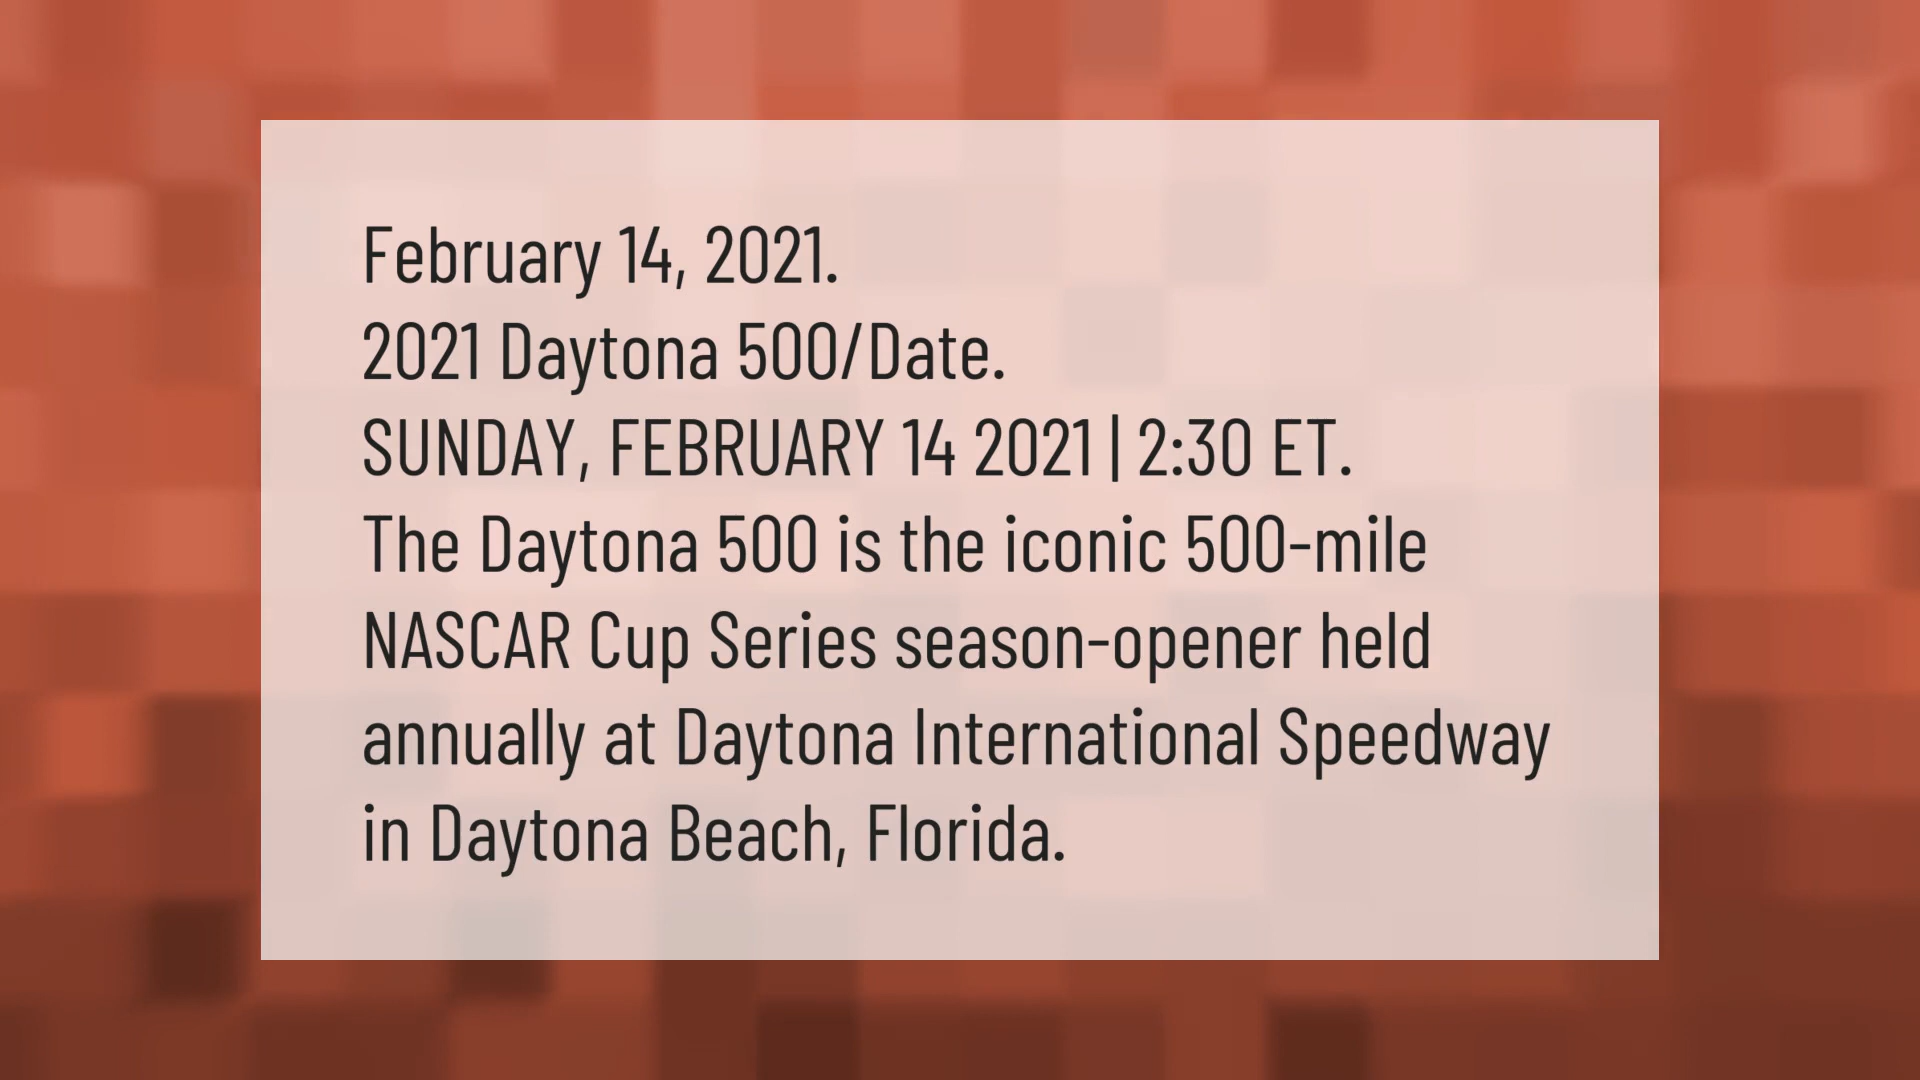 February 14, 2021.
2021 Daytona 500/Date.
SUNDAY, FEBRUARY 14 2021 | 2:30 ET.
The Daytona 500 is the iconic 500-mile
NASCAR Cup Series season-opener held
annually at Daytona International Speedway
in Daytona Beach, Florida.